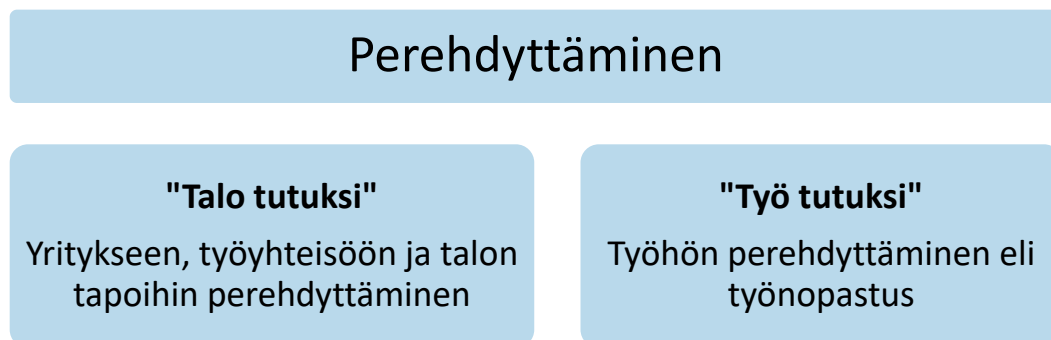 Perehdyttäminen
"Talo tutuksi"
Yritykseen, työyhteisöön ja talon
tapoihin perehdyttäminen
"Työ tutuksi"
Työhön perehdyttäminen eli
työnopastus